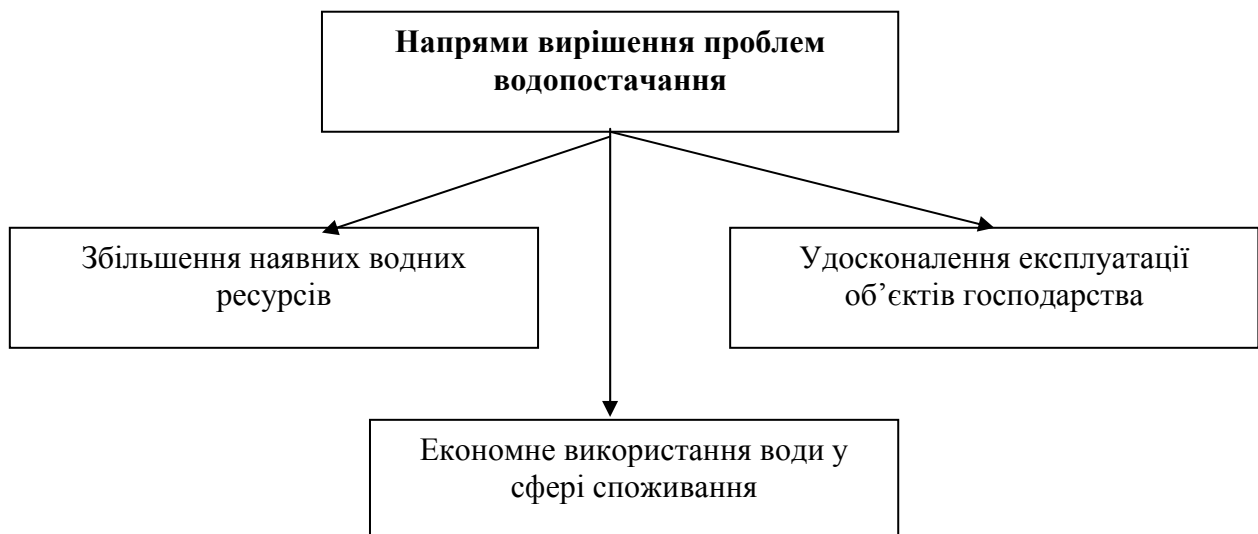 Напрями вирішення проблем
водопостачання
Збільшення наявних водних
ресурсів
Удосконалення експлуатації
об’єктів господарства
Економне використання води у
сфері споживання